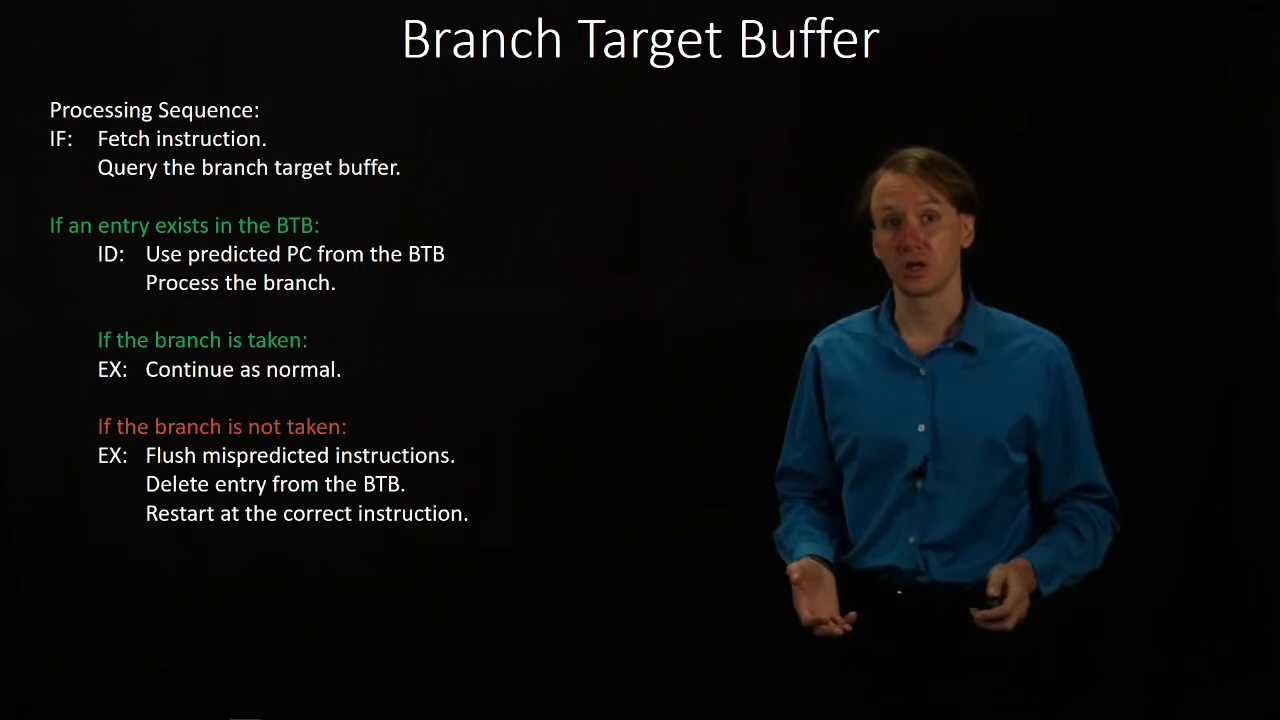 Branch Target Buffer
Processing Sequence:
IF: Fetch instruction.
Query the branch target buffer.
If an entry exists in the BTB:
ID: Use predicted PC from the BTB
Process the branch.
If the branch is taken:
EX: Continue as normal.
If the branch is not taken:
EX: Flush mispredicted instructions.
Delete entry from the BTB.
Restart at the correct instruction.